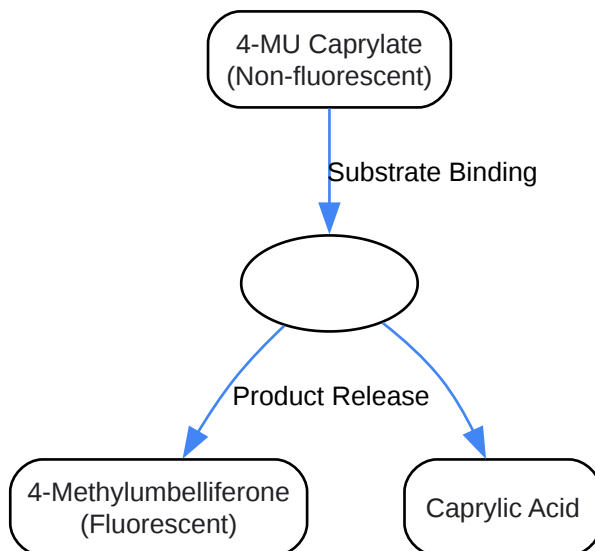 4-MU Caprylate
(Non-fluorescent)
Substrate Binding
Product Release
4-Methylumbelliferone
(Fluorescent)
Caprylic Acid